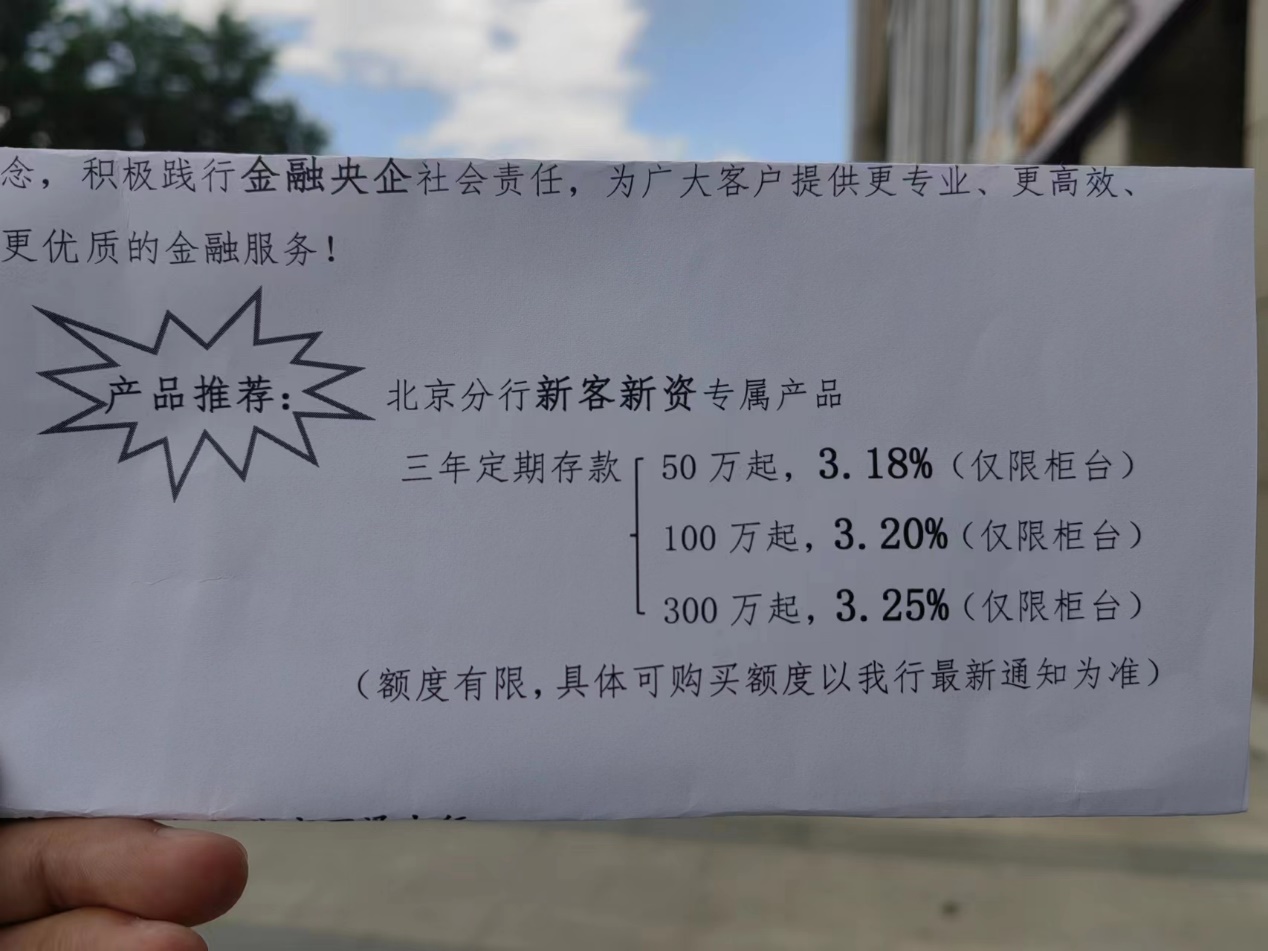 念，积极践行金融央企社会责任，为广大客户提供更专业、更高效、
更优质的金融服务！
产品推荐：
北京分行新客新资专属产品
三年定期存款
50 万起，3.18%（仅限柜台）
100 万起，3.20%（仅限柜台）
300 万起，3.25%（仅限柜台）
（额度有限，具体可购买额度以我行最新通知为准）